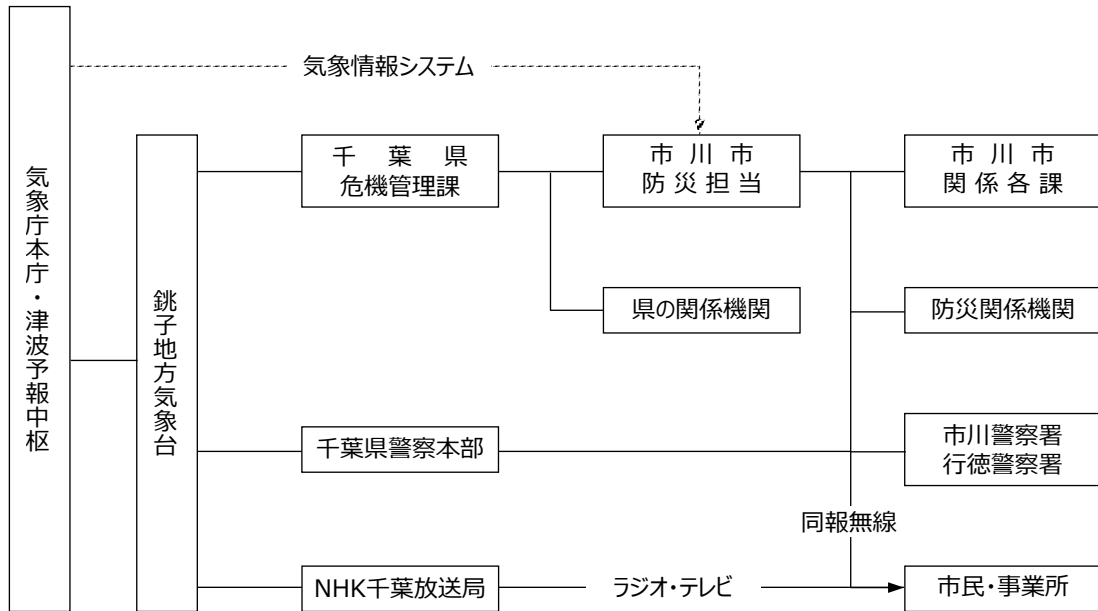 気象情報システム
気象庁本庁・津波予報中枢
銚子地方気象台
千葉県
危機管理課
市川市
防災担当
市川市
関係各課
県の関係機関
防災関係機関
千葉県警察本部
市川警察署
行徳警察署
同報無線
NHK千葉放送局
ラジオ・テレビ
市民・事業所